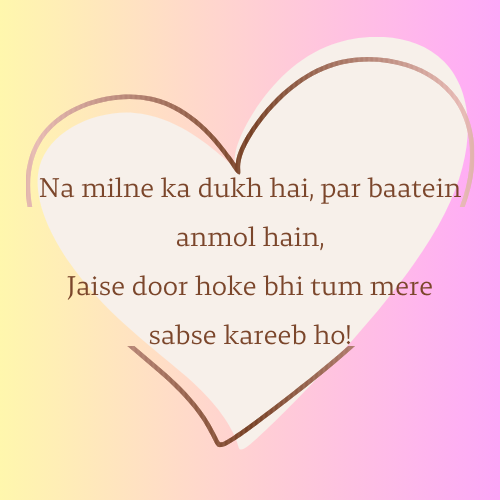 Na milne ka dukh hai, par baatein
anmol hain,
Jaise door hoke bhi tum mere
sabse kareeb ho!